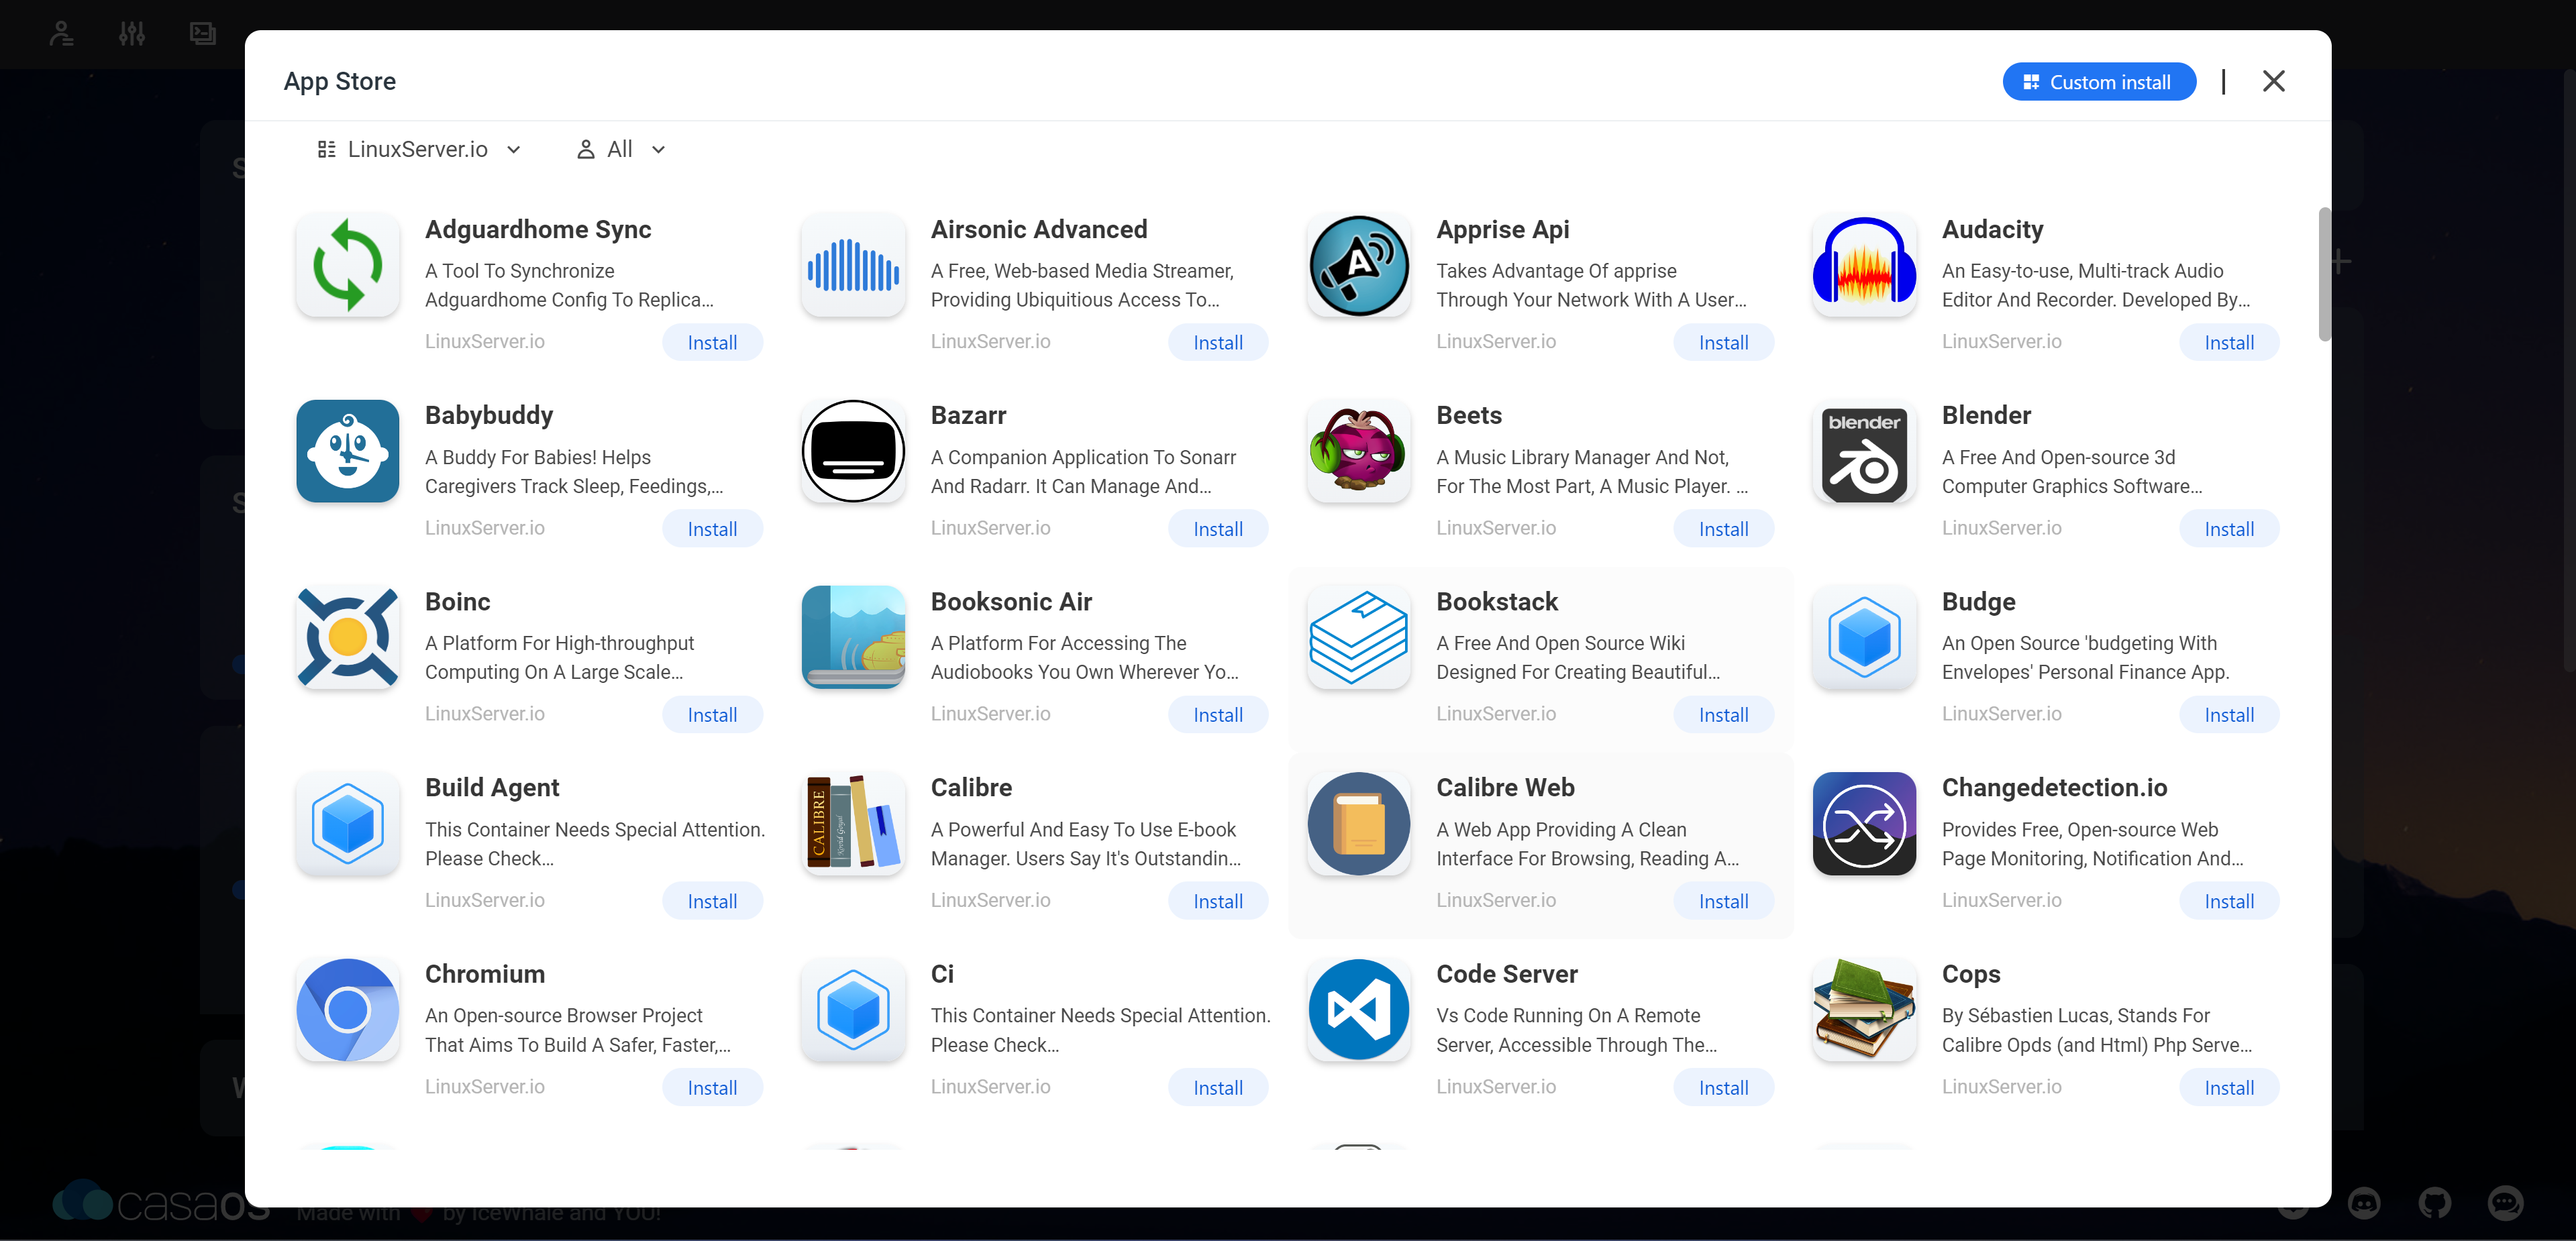 App Store
Custom install
LinuxServer.io
All
Adguardhome Sync
A Tool To Synchronize
Adguardhome Config To Replica...
LinuxServer.io
Install
Airsonic Advanced
A Free, Web-based Media Streamer,
Providing Ubiquitious Access To...
LinuxServer.io
Install
Apprise Api
Takes Advantage Of apprise
Through Your Network With A User...
LinuxServer.io
Install
Audacity
An Easy-to-use, Multi-track Audio
Editor And Recorder. Developed By...
LinuxServer.io
Install
Babybuddy
A Buddy For Babies! Helps
Caregivers Track Sleep, Feedings,...
LinuxServer.io
Install
Bazarr
A Companion Application To Sonarr
And Radarr. It Can Manage And...
LinuxServer.io
Install
Beets
A Music Library Manager And Not,
For The Most Part, A Music Player. ...
LinuxServer.io
Install
blender
Blender
A Free And Open-source 3d
Computer Graphics Software...
LinuxServer.io
Install
Boinc
A Platform For High-throughput
Computing On A Large Scale...
LinuxServer.io
Install
Booksonic Air
A Platform For Accessing The
Audiobooks You Own Wherever Yo...
LinuxServer.io
Install
Bookstack
A Free And Open Source Wiki
Designed For Creating Beautiful...
LinuxServer.io
Install
Budge
An Open Source 'budgeting With
Envelopes' Personal Finance App.
LinuxServer.io
Install
Build Agent
This Container Needs Special Attention.
Please Check...
LinuxServer.io
Install
CALIBRE
Kovid Goyal
Calibre
A Powerful And Easy To Use E-book
Manager. Users Say It's Outstandin...
LinuxServer.io
Install
Calibre Web
A Web App Providing A Clean
Interface For Browsing, Reading A...
LinuxServer.io
Install
Changedetection.io
Provides Free, Open-source Web
Page Monitoring, Notification And...
LinuxServer.io
Install
Chromium
An Open-source Browser Project
That Aims To Build A Safer, Faster,...
LinuxServer.io
Install
Ci
This Container Needs Special Attention.
Please Check...
LinuxServer.io
Install
Code Server
Vs Code Running On A Remote
Server, Accessible Through The...
LinuxServer.io
Install
Cops
By Sébastien Lucas, Stands For
Calibre Opds (and Html) Php Serve...
LinuxServer.io
Install
casaOS
Made with by IceWhale and YOU!